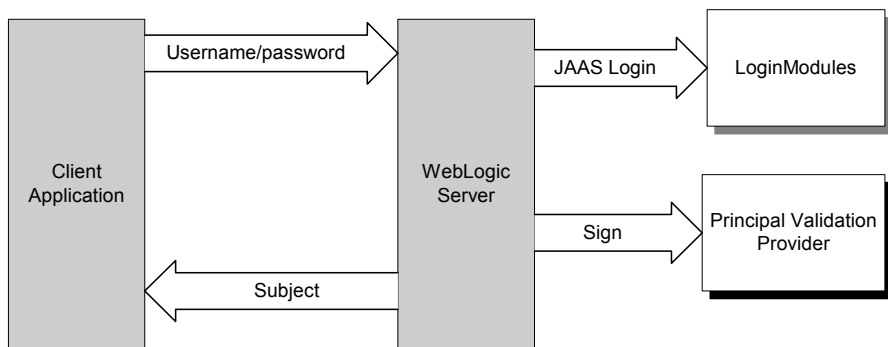 Username/password
JAAS Login
LoginModules
Client
Application
WebLogic
Server
Sign
Principal Validation
Provider
Subject